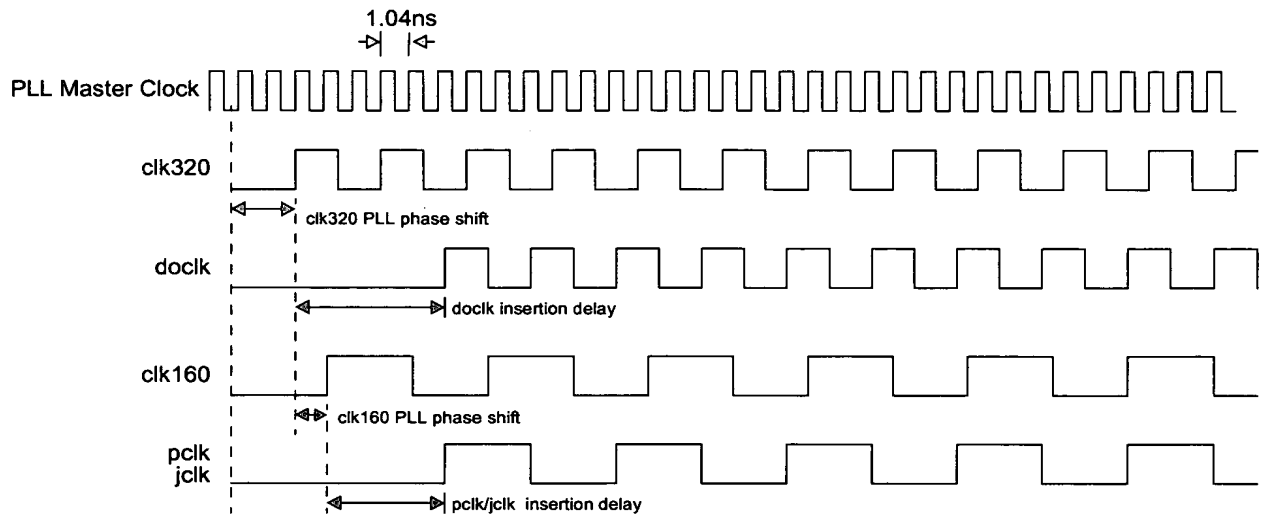 1.04ns
PLL Master Clock
clk320
clk320 PLL phase shift
doclk
doclk insertion delay
clk160
clk160 PLL phase shift
pclk
jclk
pclk/jclk insertion delay